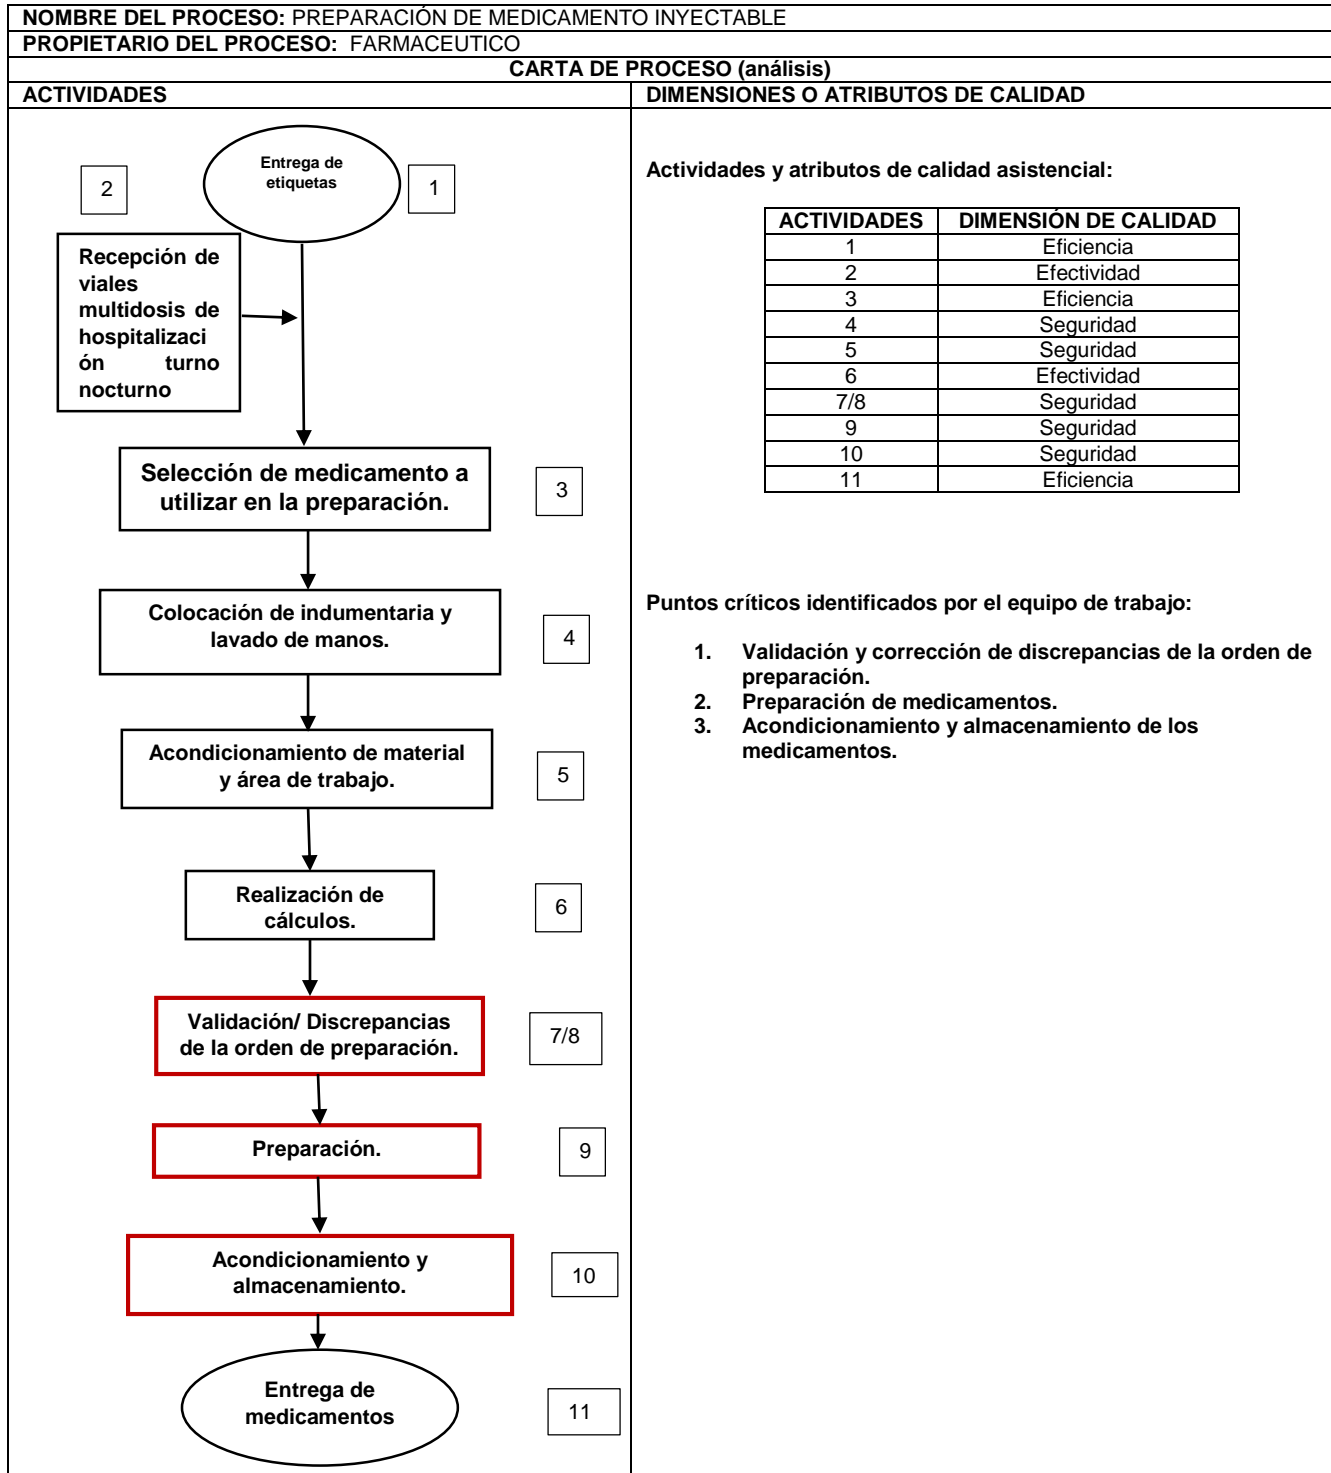 NOMBRE DEL PROCESO: PREPARACIÓN DE MEDICAMENTO INYECTABLE
PROPIETARIO DEL PROCESO: FARMACEUTICO
CARTA DE PROCESO (análisis)
ACTIVIDADES
DIMENSIONES O ATRIBUTOS DE CALIDAD
Entrega de
etiquetas
1
2
Recepción de
viales
multidosis de
hospitalizaci
ón turno
nocturno
Selección de medicamento a
utilizar en la preparación.
3
Colocación de indumentaria y
lavado de manos.
4
Acondicionamiento de material
y área de trabajo.
5
Realización de
cálculos.
6
Validación/ Discrepancias
de la orden de preparación.
7/8
Preparación.
9
Acondicionamiento y
almacenamiento.
10
Entrega de
medicamentos
11
Actividades y atributos de calidad asistencial:
ACTIVIDADES DIMENSIÓN DE CALIDAD
1 Eficiencia
2 Efectividad
3 Eficiencia
4 Seguridad
5 Seguridad
6 Efectividad
7/8 Seguridad
9 Seguridad
10 Seguridad
11 Eficiencia
Puntos críticos identificados por el equipo de trabajo:
1. Validación y corrección de discrepancias de la orden de
preparación.
2. Preparación de medicamentos.
3. Acondicionamiento y almacenamiento de los
medicamentos.